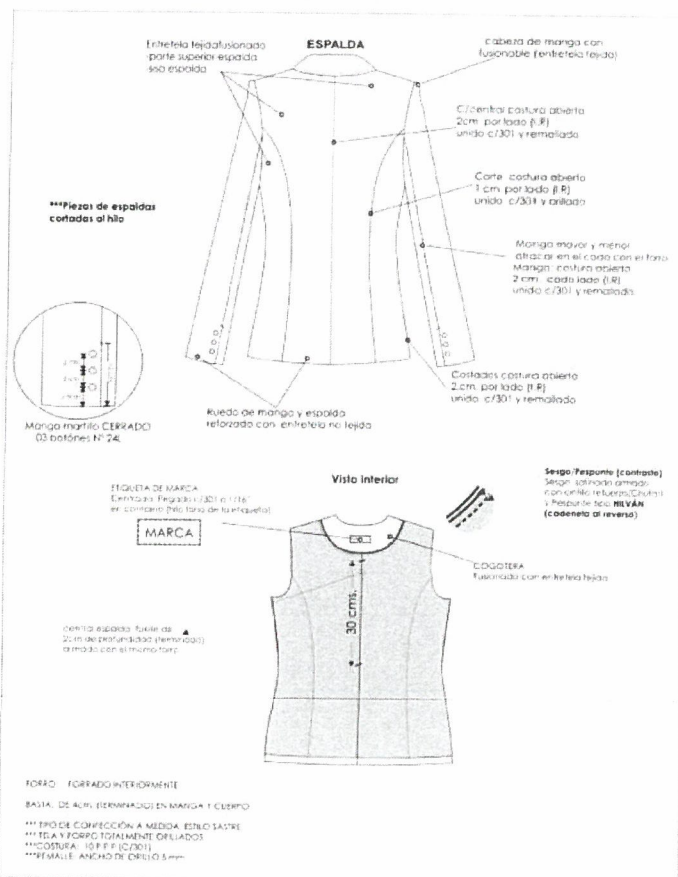 ESPALDA
Entretela tejida fusionado
parte superior espalda
sisa espalda
cabeza de manga con
fusionable (entretela tejida)
C/central costura abierta
2cm. por lado (I.R)
unido c/301 y remallado
Corte costura abierta
1 cm. por lado (I.R)
unido c/301 y orillado
***Piezas de espaldas
cortadas al hilo
Manga mayor y menor
atracar en el codo con el forro
Manga: costura abierta
2 cm. cada lado (I.R)
unido c/301 y remallado
Costados costura abierta
2.cm. por lado (I.R)
unido c/301 y remallado
Ruedo de manga y espalda
reforzado con entretela no tejida
Manga martillo CERRADO
03 botones N° 24L
Visto interior
ETIQUETA DE MARCA
Centrada. Pegado c/301 a 1/16"
en contorno (hilo tono de la etiqueta)
MARCA
Sesgo/Pespunte (contraste)
Sesgo satinado armado
y Pespunte tipo HILVÁN
(cadeneta al reverso)
COGOTERA
Fusionada con entretela tejida
30 cms.
central espalda fuelle de
2cm de profundidad (terminado)
armado con el mismo forro
FORRO: FORRADO INTERIORMENTE
BASTA: DE 4cm. (TERMINADO) EN MANGA Y CUERPO
*** TIPO DE CONFECCIÓN A MEDIDA, ESTILO SASTRE
*** TELA Y FORRO TOTALMENTE ORILLADOS
***COSTURA: 10 P.P.P (C/301)
***REMALLE: ANCHO DE ORILLO 5 mm